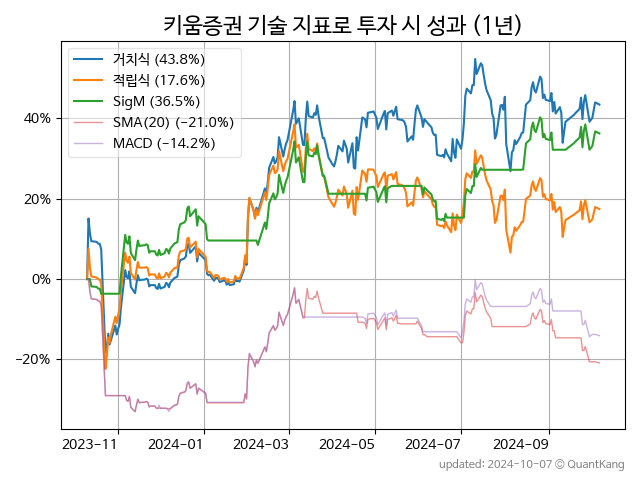 키움증권 기술 지표로 투자 시 성과 (1년)
거치식 (43.8%)
적립식 (17.6%)
SigM (36.5%)
SMA(20) (−21.0%)
MACD (−14.2%)
40%
20%
0%
−20%
2023−11
2024−01
2024−03
2024−05
2024−07
2024−09
updated: 2024-10-07 © QuantKang